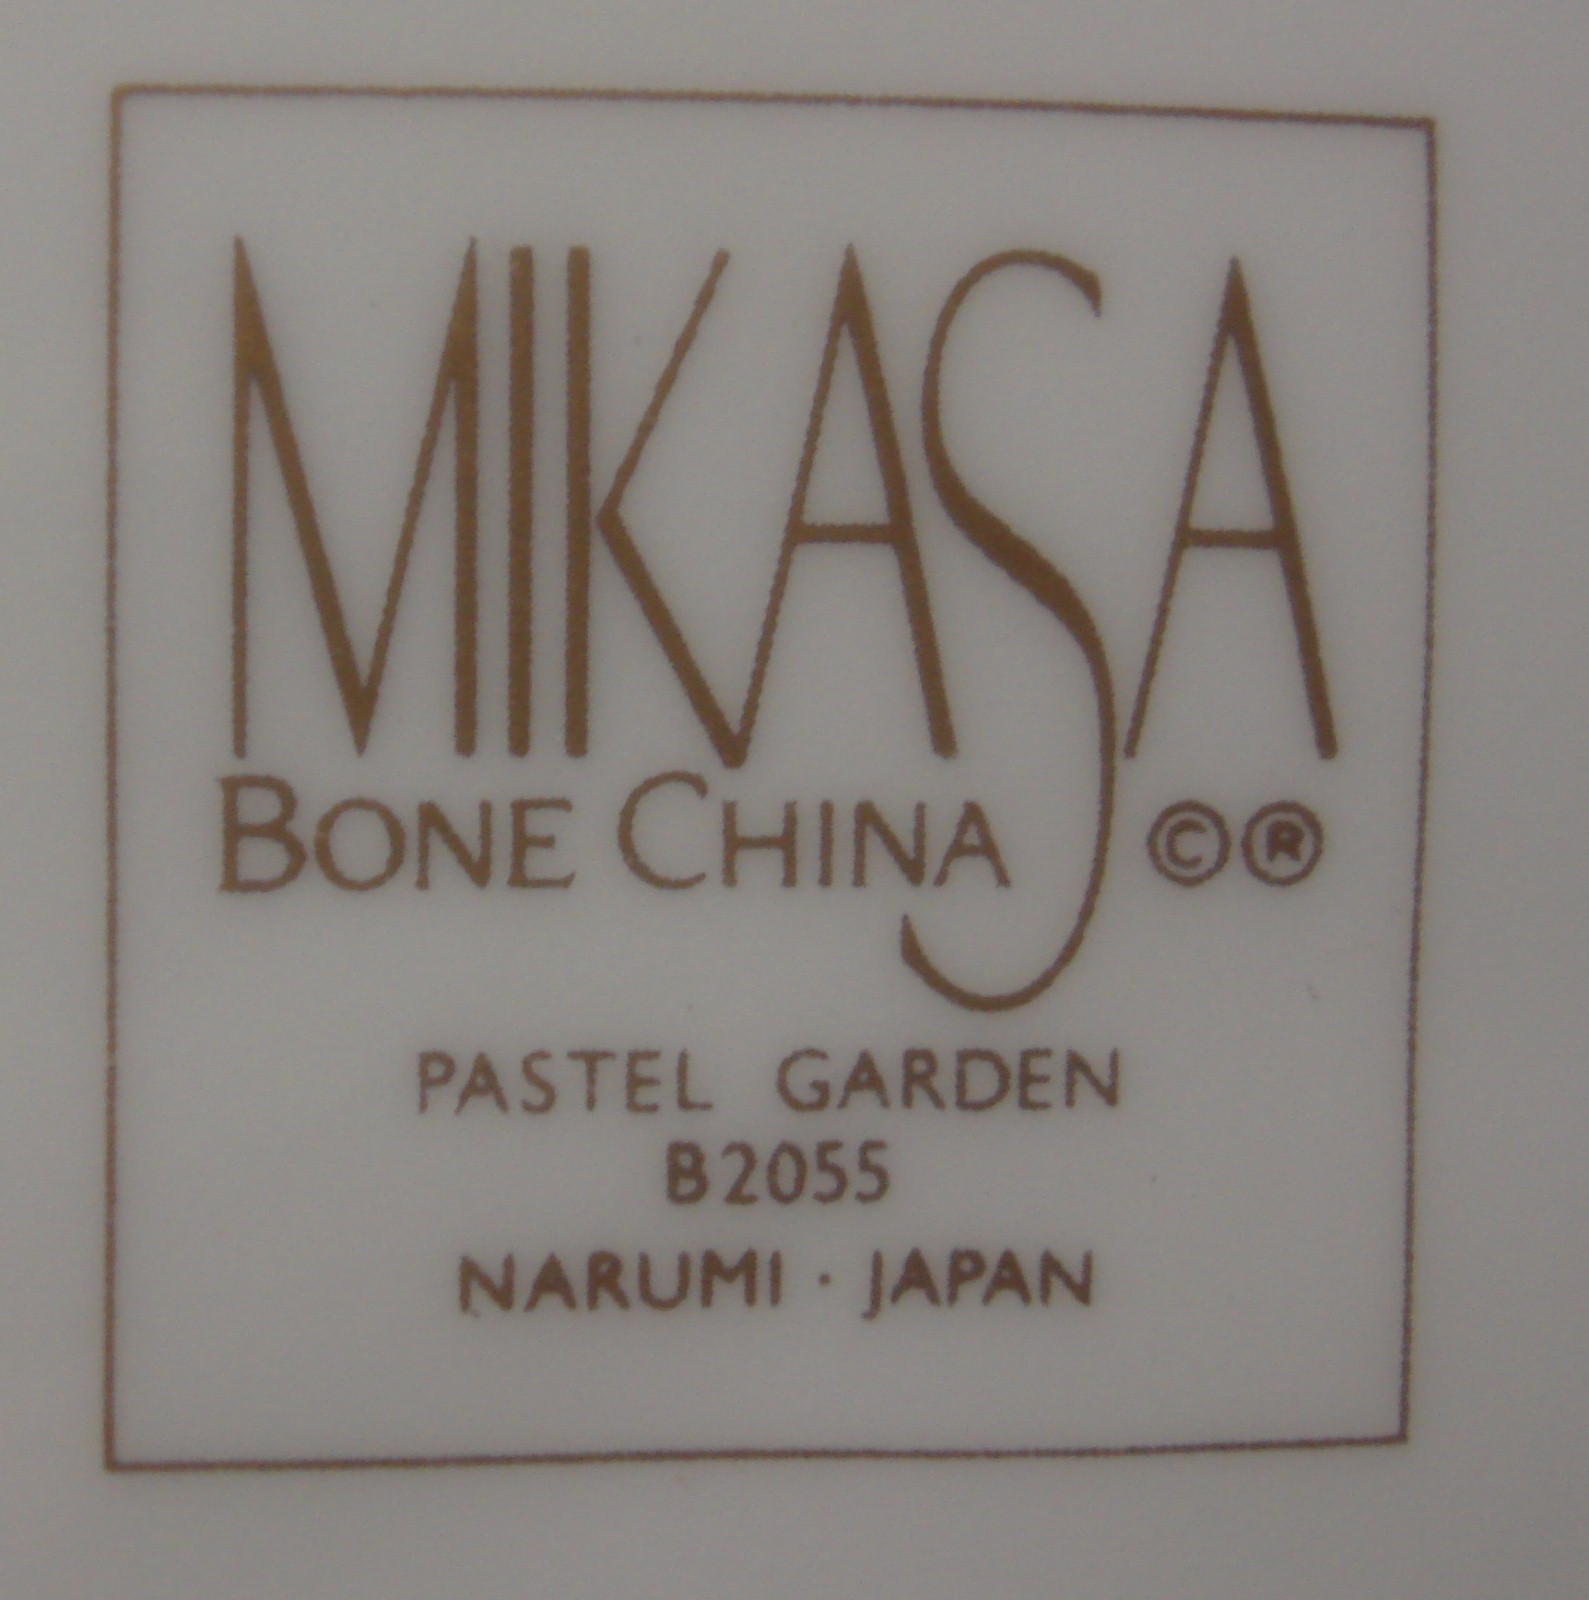 MIKASA
BONE CHINA ©®
PASTEL GARDEN
B2055
NARUMI · JAPAN